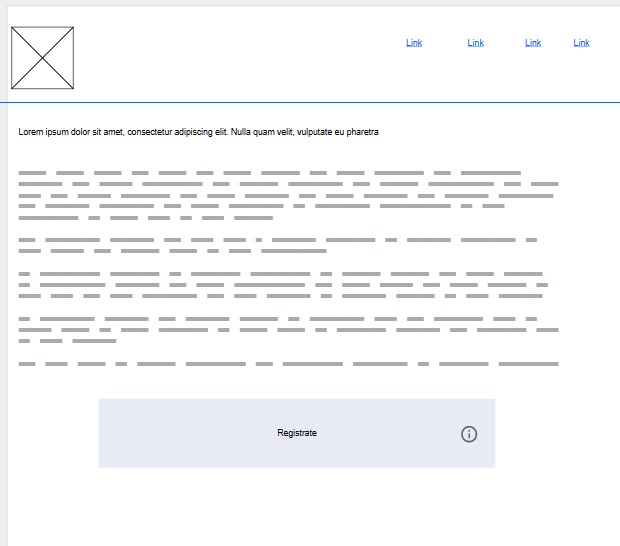 Link Link Link Link
Lorem ipsum dolor sit amet, consectetur adipiscing elit. Nulla quam velit, vulputate eu pharetra
Registrate